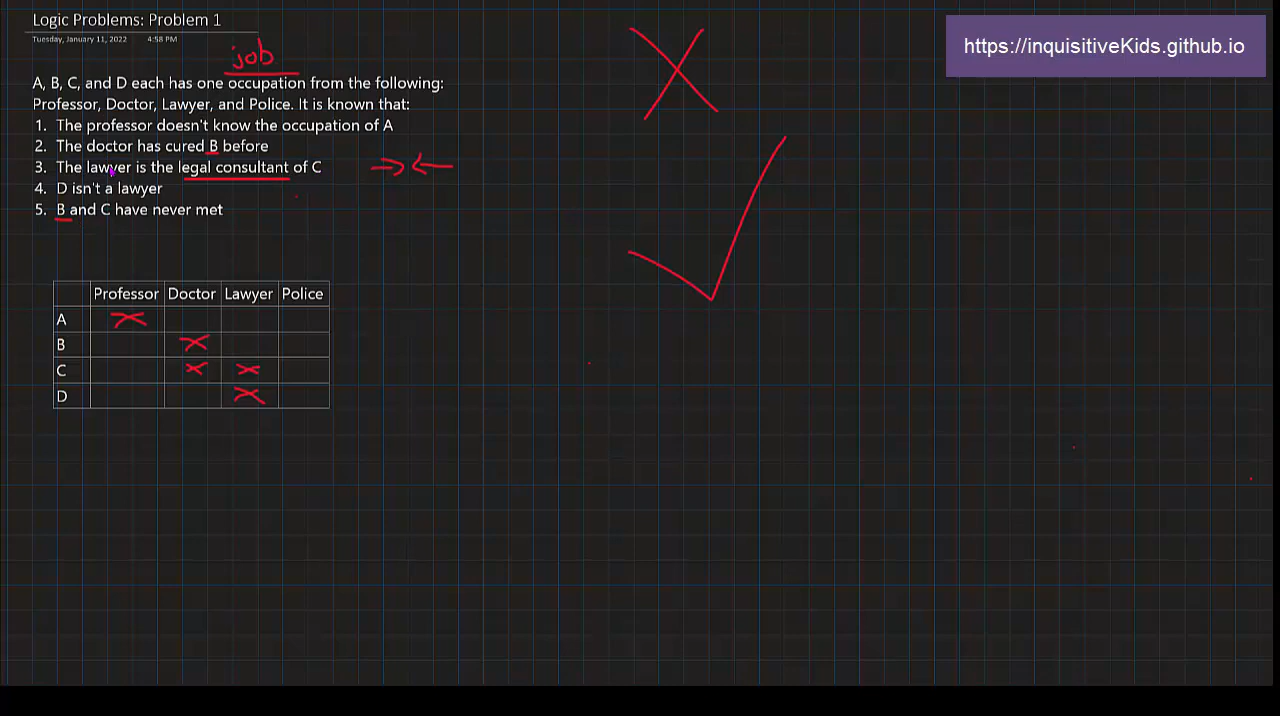 Logic Problems: Problem 1
Tuesday, January 11, 2022 4:58 PM
https://inquisitiveKids.github.io
job
A, B, C, and D each has one occupation from the following:
Professor, Doctor, Lawyer, and Police. It is known that:
1. The professor doesn't know the occupation of A
2. The doctor has cured B before
3. The lawyer is the legal consultant of C
4. D isn't a lawyer
5. B and C have never met
Professor Doctor Lawyer Police
A
B
C
D